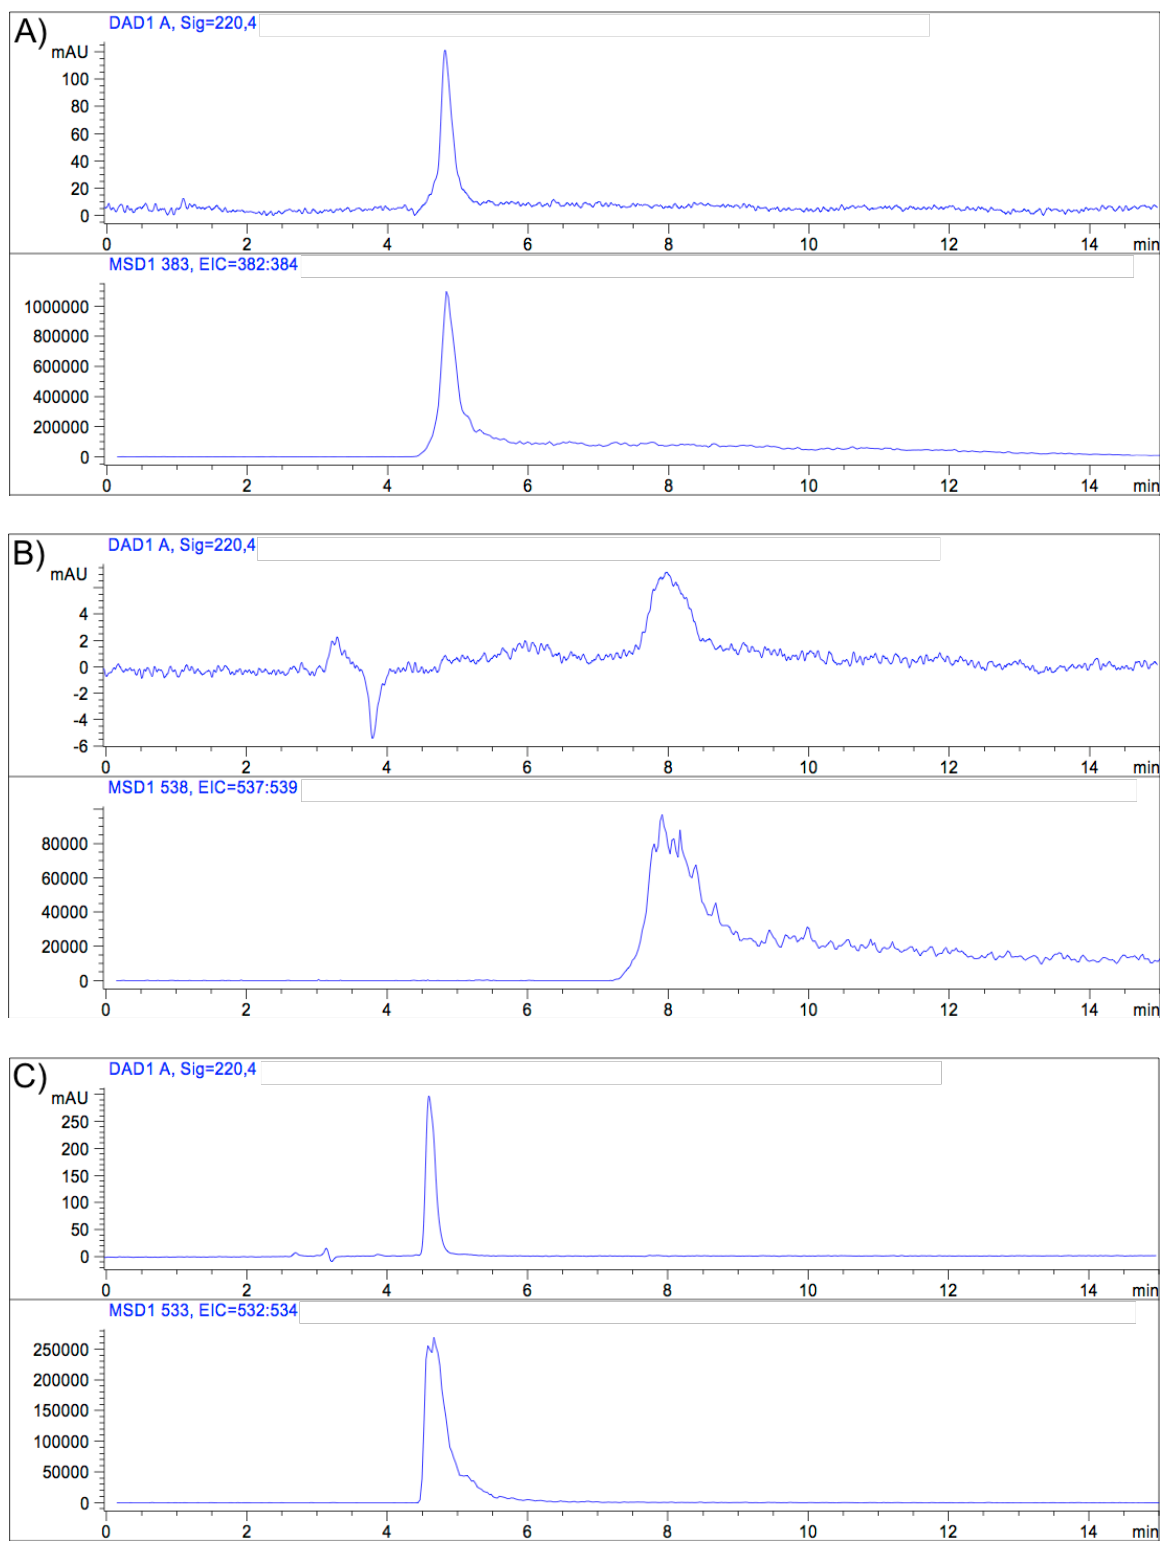 A)
DAD1 A, Sig=220,4
mAU
100
80
60
40
20
0
0 2 4 6 8 10 12 14 min
MSD1 383, EIC=382:384
1000000
800000
600000
400000
200000
0
0 2 4 6 8 10 12 14 min
B)
DAD1 A, Sig=220,4
mAU
4
2
0
-2
-4
-6
0 2 4 6 8 10 12 14 min
MSD1 538, EIC=537:539
80000
60000
40000
20000
0
0 2 4 6 8 10 12 14 min
C)
DAD1 A, Sig=220,4
mAU
250
200
150
100
50
0
0 2 4 6 8 10 12 14 min
MSD1 533, EIC=532:534
250000
200000
150000
100000
50000
0
0 2 4 6 8 10 12 14 min